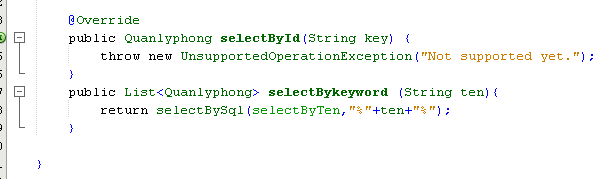 @Override
public Quanlyphong selectById(String key) {
throw new UnsupportedOperationException("Not supported yet.");
}
public List<Quanlyphong> selectBykeyword (String ten){
return selectBySql(selectByTen,"%"+ten+"%");
}
}